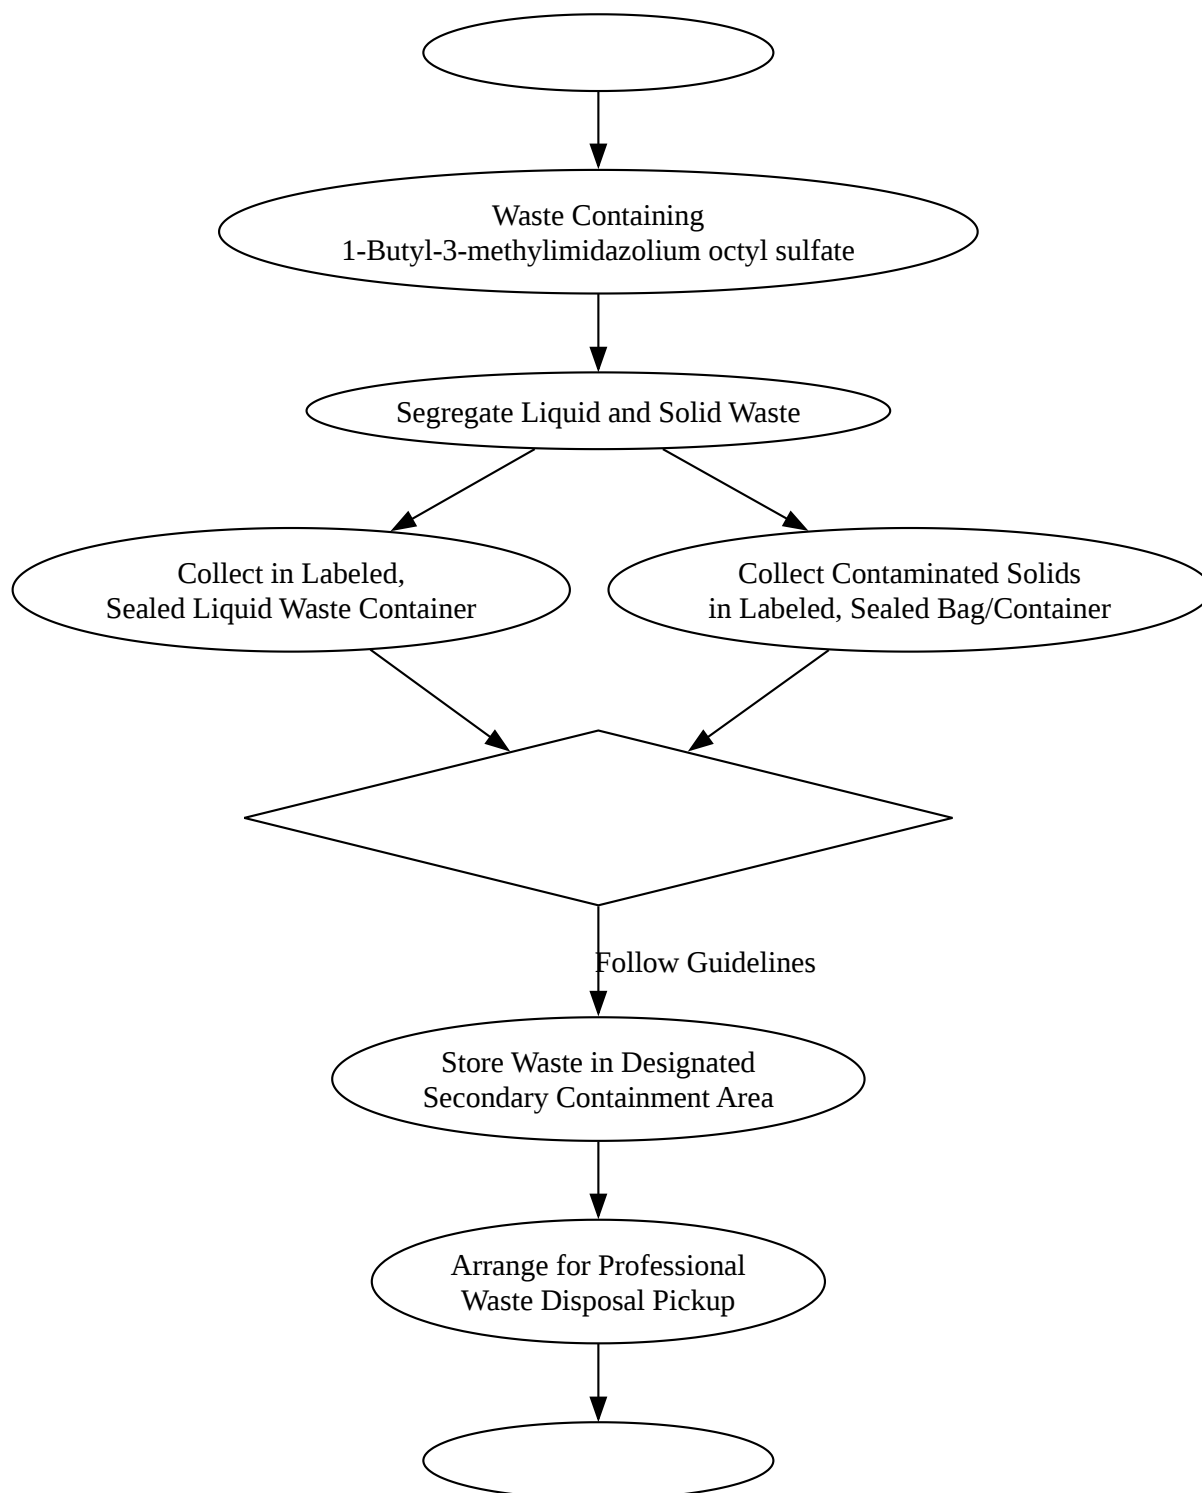 Waste Containing
1-Butyl-3-methylimidazolium octyl sulfate
Segregate Liquid and Solid Waste
Collect in Labeled,
Sealed Liquid Waste Container
Collect Contaminated Solids
in Labeled, Sealed Bag/Container
Follow Guidelines
Store Waste in Designated
Secondary Containment Area
Arrange for Professional
Waste Disposal Pickup